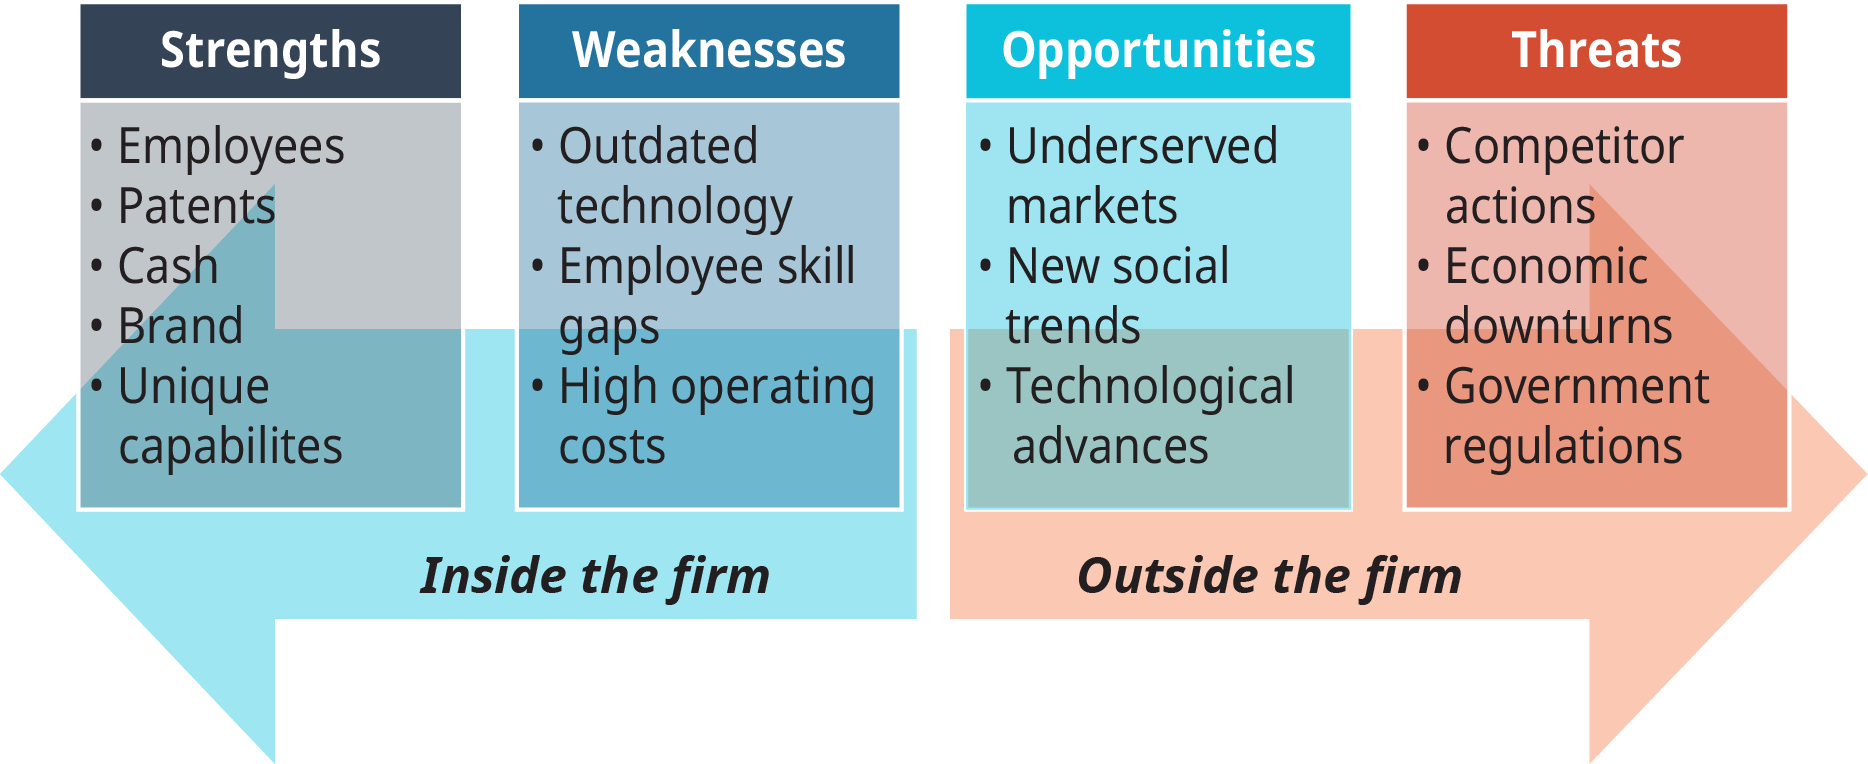 Strengths
• Employees
• Patents
• Cash
• Brand
• Unique
capabilites
Weaknesses
• Outdated
technology
• Employee skill
gaps
• High operating
costs
Opportunities
• Underserved
markets
• New social
trends
• Technological
advances
Threats
• Competitor
actions
• Economic
downturns
• Government
regulations
Inside the firm
Outside the firm